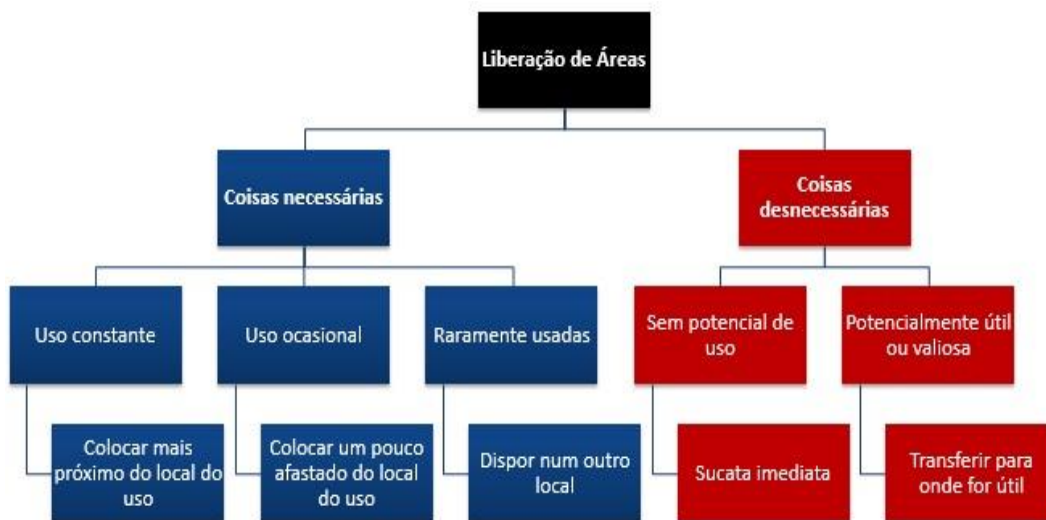 Liberação de Áreas
Coisas necessárias
Coisas
desnecessárias
Uso constante
Uso ocasional
Raramente usadas
Sem potencial de
uso
Potencialmente útil
ou valiosa
Colocar mais
próximo do local do
uso
Colocar um pouco
afastado do local
do uso
Dispor num outro
local
Sucata imediata
Transferir para
onde for útil